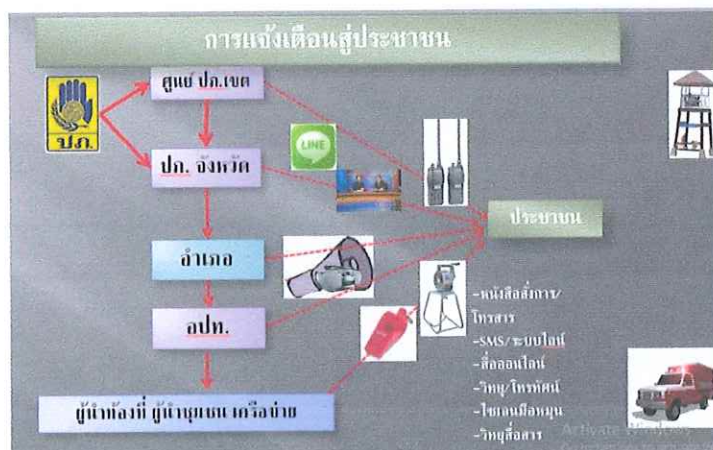 การแจ้งเตือนสู่ประชาชน
ศูนย์ ปภ.เขต
ปภ.
LINE
ปภ. จังหวัด
ประชาชน
อำเภอ
อปท.
-หนังสือสั่งการ/
โทรสาร
-SMS/ระบบไลน์
-สื่อออนไลน์
-วิทยุ/โทรทัศน์
-ไซเรนมือหมุน
-วิทยุสื่อสาร
ผู้นำท้องที่ ผู้นำชุมชน เครือข่าย
Activate Windows